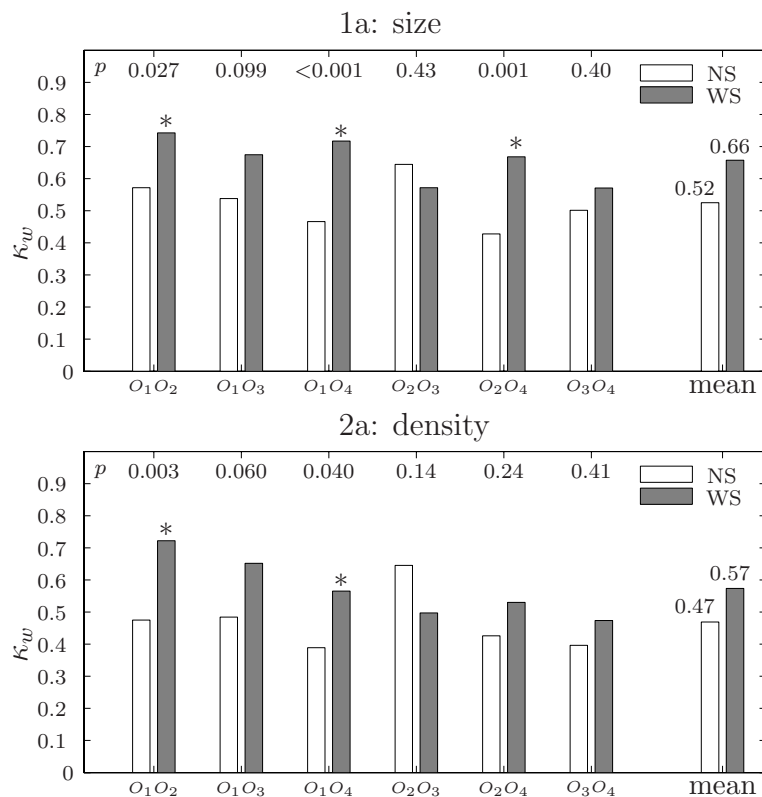 1a: size
p 0.027 0.099 <0.001 0.43 0.001 0.40
NS
WS
0.9
0.8
0.7
0.6
0.5
0.4
0.3
0.2
0.1
0
κw
* * *
0.52 0.66
O1O2 O1O3 O1O4 O2O3 O2O4 O3O4 mean
2a: density
p 0.003 0.060 0.040 0.14 0.24 0.41
NS
WS
0.9
0.8
0.7
0.6
0.5
0.4
0.3
0.2
0.1
0
κw
* *
0.47 0.57
O1O2 O1O3 O1O4 O2O3 O2O4 O3O4 mean